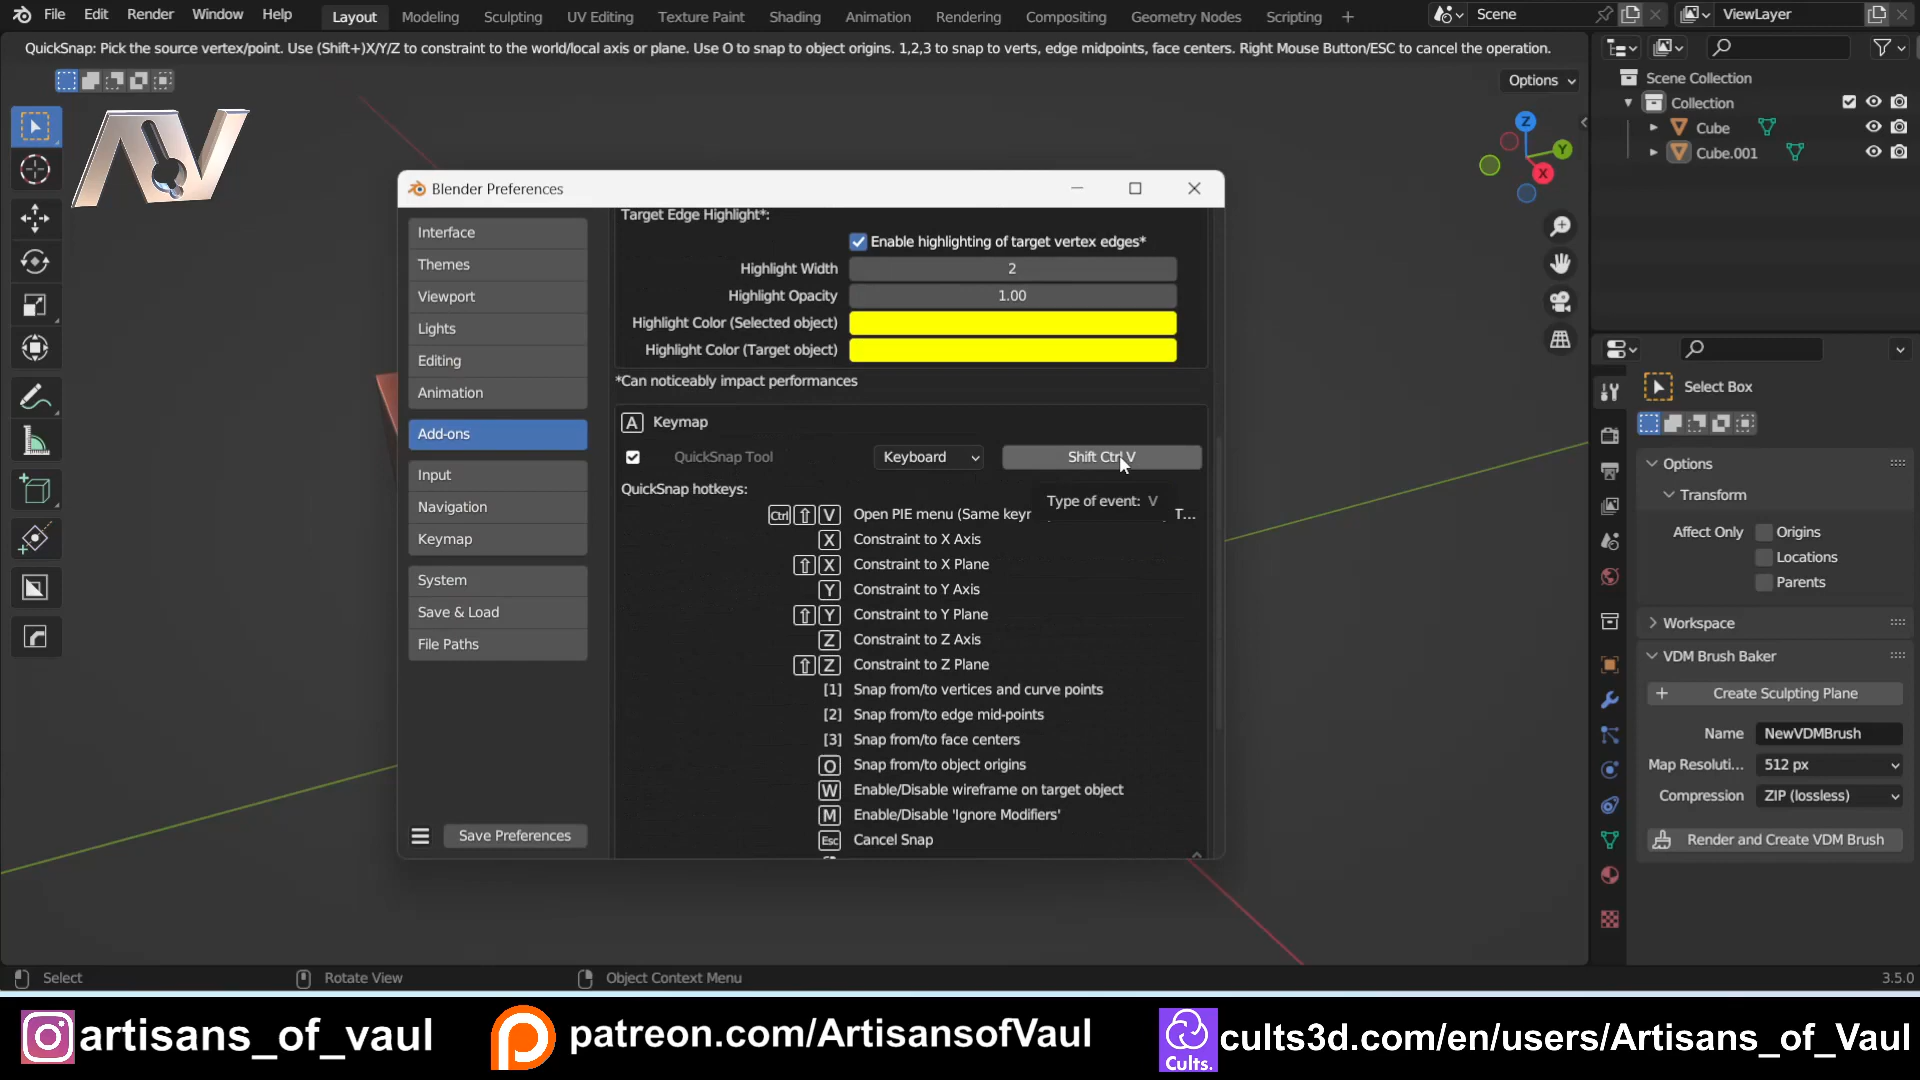 File Edit Render Window Help Layout Modeling Sculpting UV Editing Texture Paint Shading Animation Rendering Compositing Geometry Nodes Scripting + Scene ViewLayer
QuickSnap: Pick the source vertex/point. Use (Shift+)X/Y/Z to constraint to the world/local axis or plane. Use O to snap to object origins. 1,2,3 to snap to verts, edge midpoints, face centers. Right Mouse Button/ESC to cancel the operation.
Options
Scene Collection
Collection
Cube
Cube.001
Z
Y
X
AV
Blender Preferences
Interface
Themes
Viewport
Lights
Editing
Animation
Add-ons
Input
Navigation
Keymap
System
Save & Load
File Paths
Save Preferences
Target Edge Highlight*:
Enable highlighting of target vertex edges*
Highlight Width 2
Highlight Opacity 1.00
Highlight Color (Selected object)
Highlight Color (Target object)
*Can noticeably impact performances
A Keymap
QuickSnap Tool Keyboard Shift Ctrl V
QuickSnap hotkeys:
Type of event: V
Ctrl ⇧ V Open PIE menu (Same keyr T...
X Constraint to X Axis
⇧ X Constraint to X Plane
Y Constraint to Y Axis
⇧ Y Constraint to Y Plane
Z Constraint to Z Axis
⇧ Z Constraint to Z Plane
[1] Snap from/to vertices and curve points
[2] Snap from/to edge mid-points
[3] Snap from/to face centers
O Snap from/to object origins
W Enable/Disable wireframe on target object
M Enable/Disable 'Ignore Modifiers'
Esc Cancel Snap
Select Box
Options
Transform
Affect Only Origins
Locations
Parents
Workspace
VDM Brush Baker
+ Create Sculpting Plane
Name NewVDMBrush
Map Resoluti... 512 px
Compression ZIP (lossless)
Render and Create VDM Brush
Select Rotate View Object Context Menu 3.5.0
artisans_of_vaul patreon.com/ArtisansofVaul Cults. cults3d.com/en/users/Artisans_of_Vaul